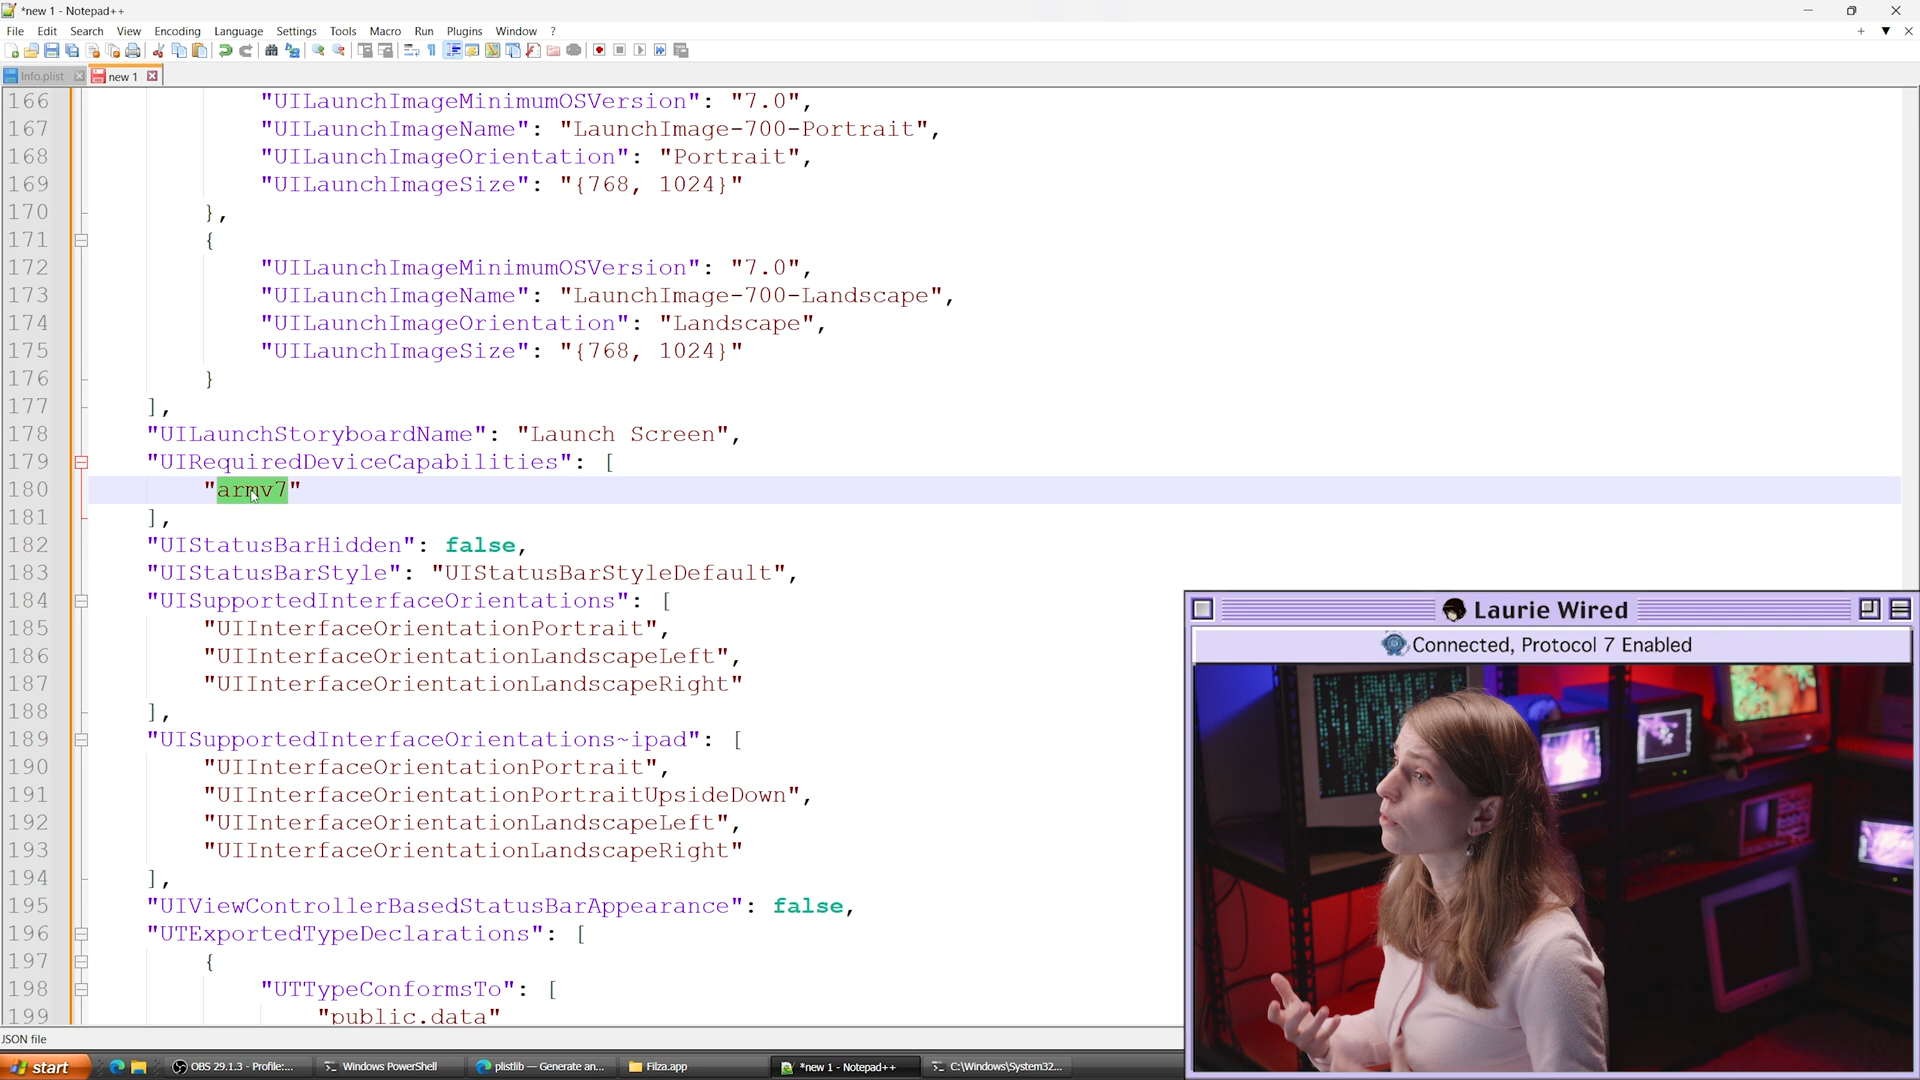 *new 1 - Notepad++
File Edit Search View Encoding Language Settings Tools Macro Run Plugins Window ?
Info.plist new 1
166 "UILaunchImageMinimumOSVersion": "7.0",
167 "UILaunchImageName": "LaunchImage-700-Portrait",
168 "UILaunchImageOrientation": "Portrait",
169 "UILaunchImageSize": "{768, 1024}"
170 },
171 {
172 "UILaunchImageMinimumOSVersion": "7.0",
173 "UILaunchImageName": "LaunchImage-700-Landscape",
174 "UILaunchImageOrientation": "Landscape",
175 "UILaunchImageSize": "{768, 1024}"
176 }
177 ],
178 "UILaunchStoryboardName": "Launch Screen",
179 "UIRequiredDeviceCapabilities": [
180 "armv7"
181 ],
182 "UIStatusBarHidden": false,
183 "UIStatusBarStyle": "UIStatusBarStyleDefault",
184 "UISupportedInterfaceOrientations": [
185 "UIInterfaceOrientationPortrait",
186 "UIInterfaceOrientationLandscapeLeft",
187 "UIInterfaceOrientationLandscapeRight"
188 ],
189 "UISupportedInterfaceOrientations~ipad": [
190 "UIInterfaceOrientationPortrait",
191 "UIInterfaceOrientationPortraitUpsideDown",
192 "UIInterfaceOrientationLandscapeLeft",
193 "UIInterfaceOrientationLandscapeRight"
194 ],
195 "UIViewControllerBasedStatusBarAppearance": false,
196 "UTExportedTypeDeclarations": [
197 {
198 "UTTypeConformsTo": [
199 "public.data"
Laurie Wired
Connected, Protocol 7 Enabled
JSON file
start OBS 29.1.3 - Profile:... Windows PowerShell plistlib — Generate an... Filza.app *new 1 - Notepad++ C:\Windows\System32...